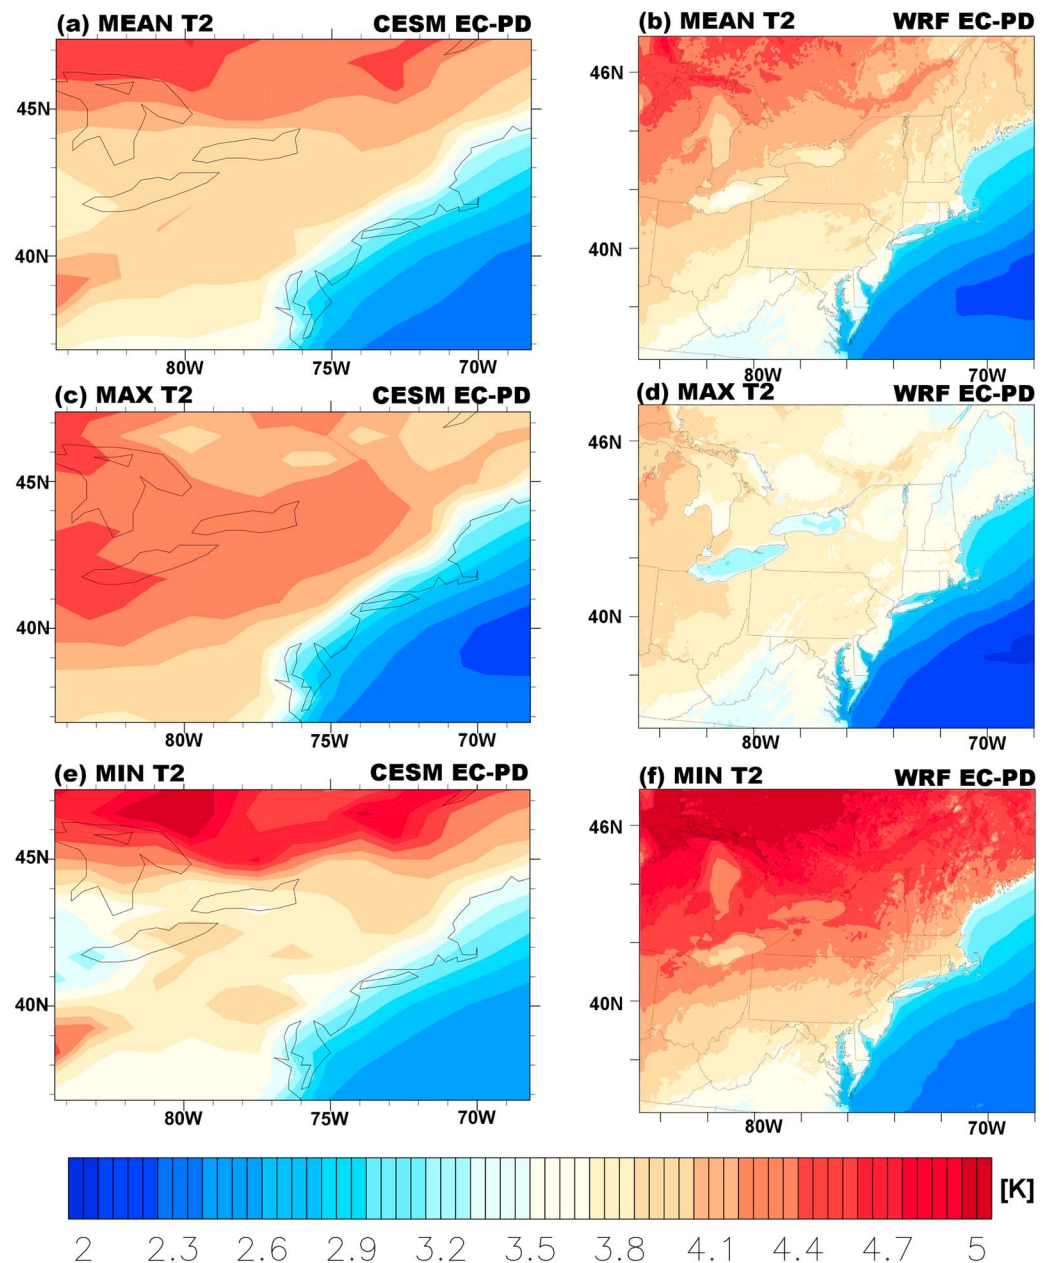 (a) MEAN T2 CESM EC-PD
45N
40N
80W 75W 70W
(b) MEAN T2 WRF EC-PD
46N
40N
80W 70W
(c) MAX T2 CESM EC-PD
45N
40N
80W 75W 70W
(d) MAX T2 WRF EC-PD
46N
40N
80W 70W
(e) MIN T2 CESM EC-PD
45N
40N
80W 75W 70W
(f) MIN T2 WRF EC-PD
46N
40N
80W 70W
[K]
2 2.3 2.6 2.9 3.2 3.5 3.8 4.1 4.4 4.7 5